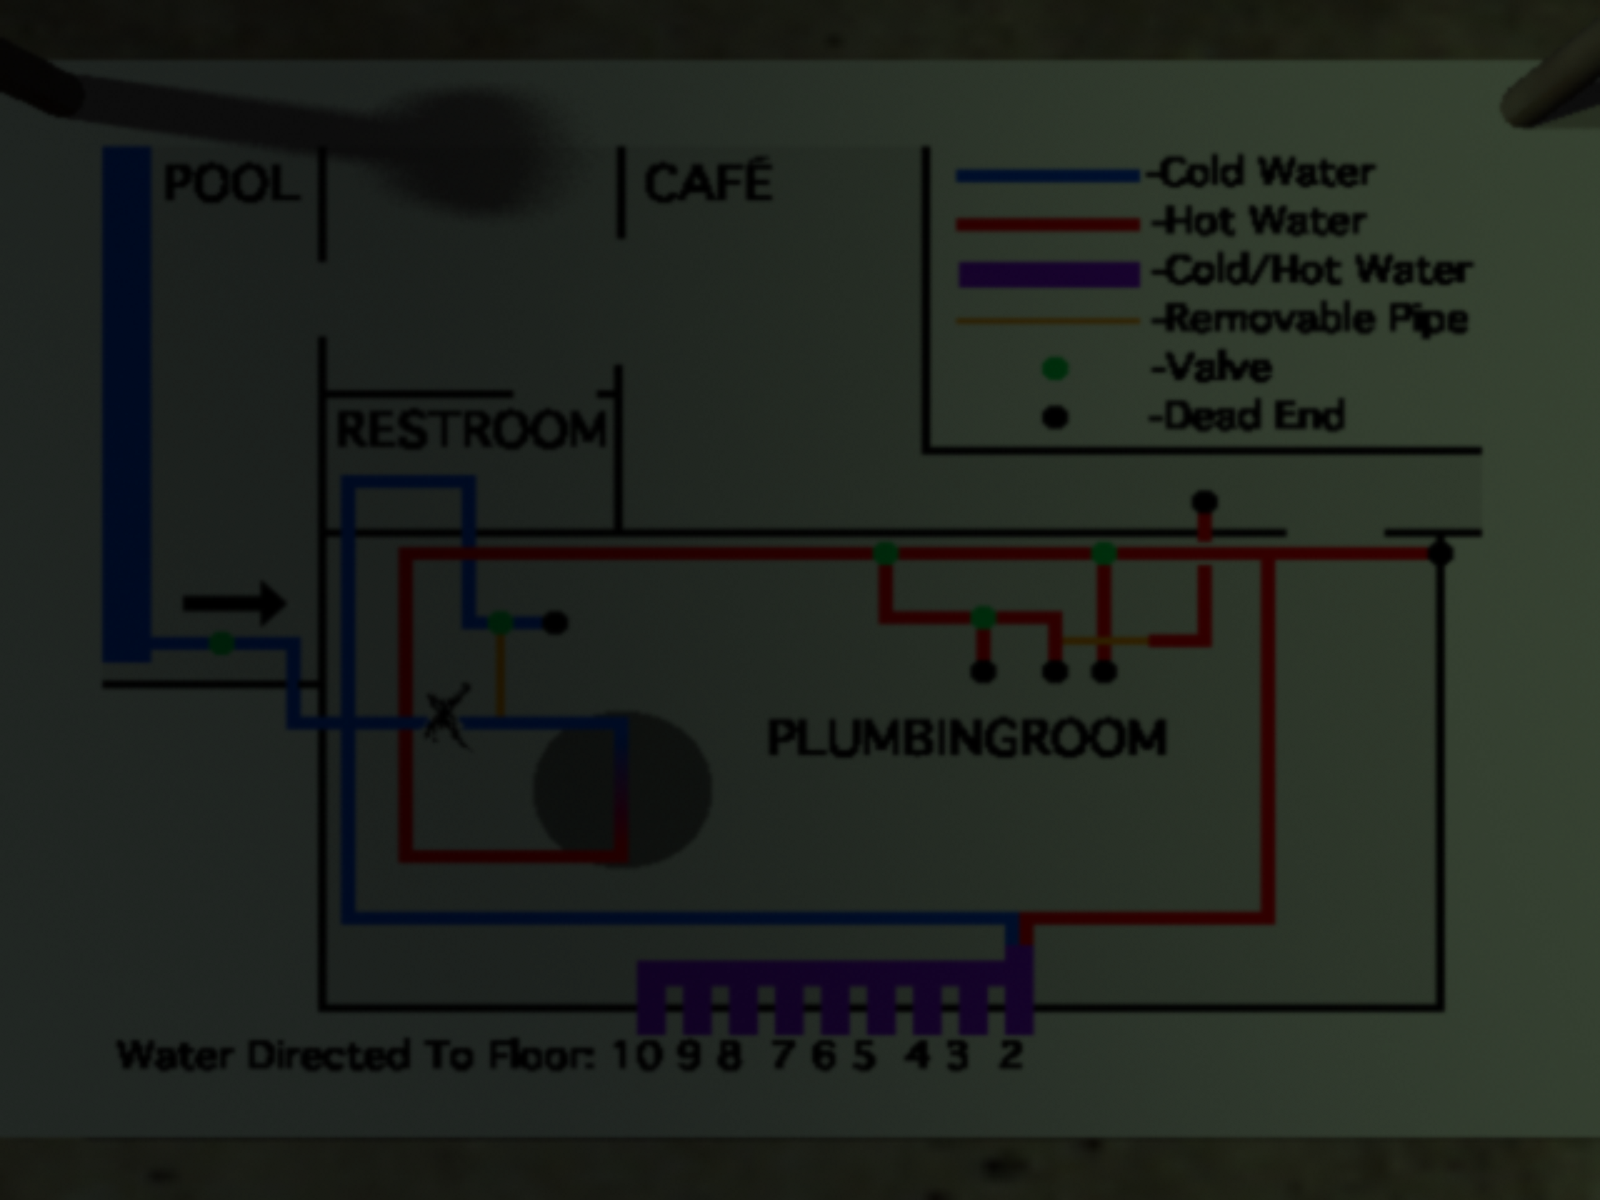 POOL
CAFÉ
-Cold Water
-Hot Water
-Cold/Hot Water
-Removable Pipe
-Valve
-Dead End
RESTROOM
PLUMBINGROOM
Water Directed To Floor: 10 9 8 7 6 5 4 3 2